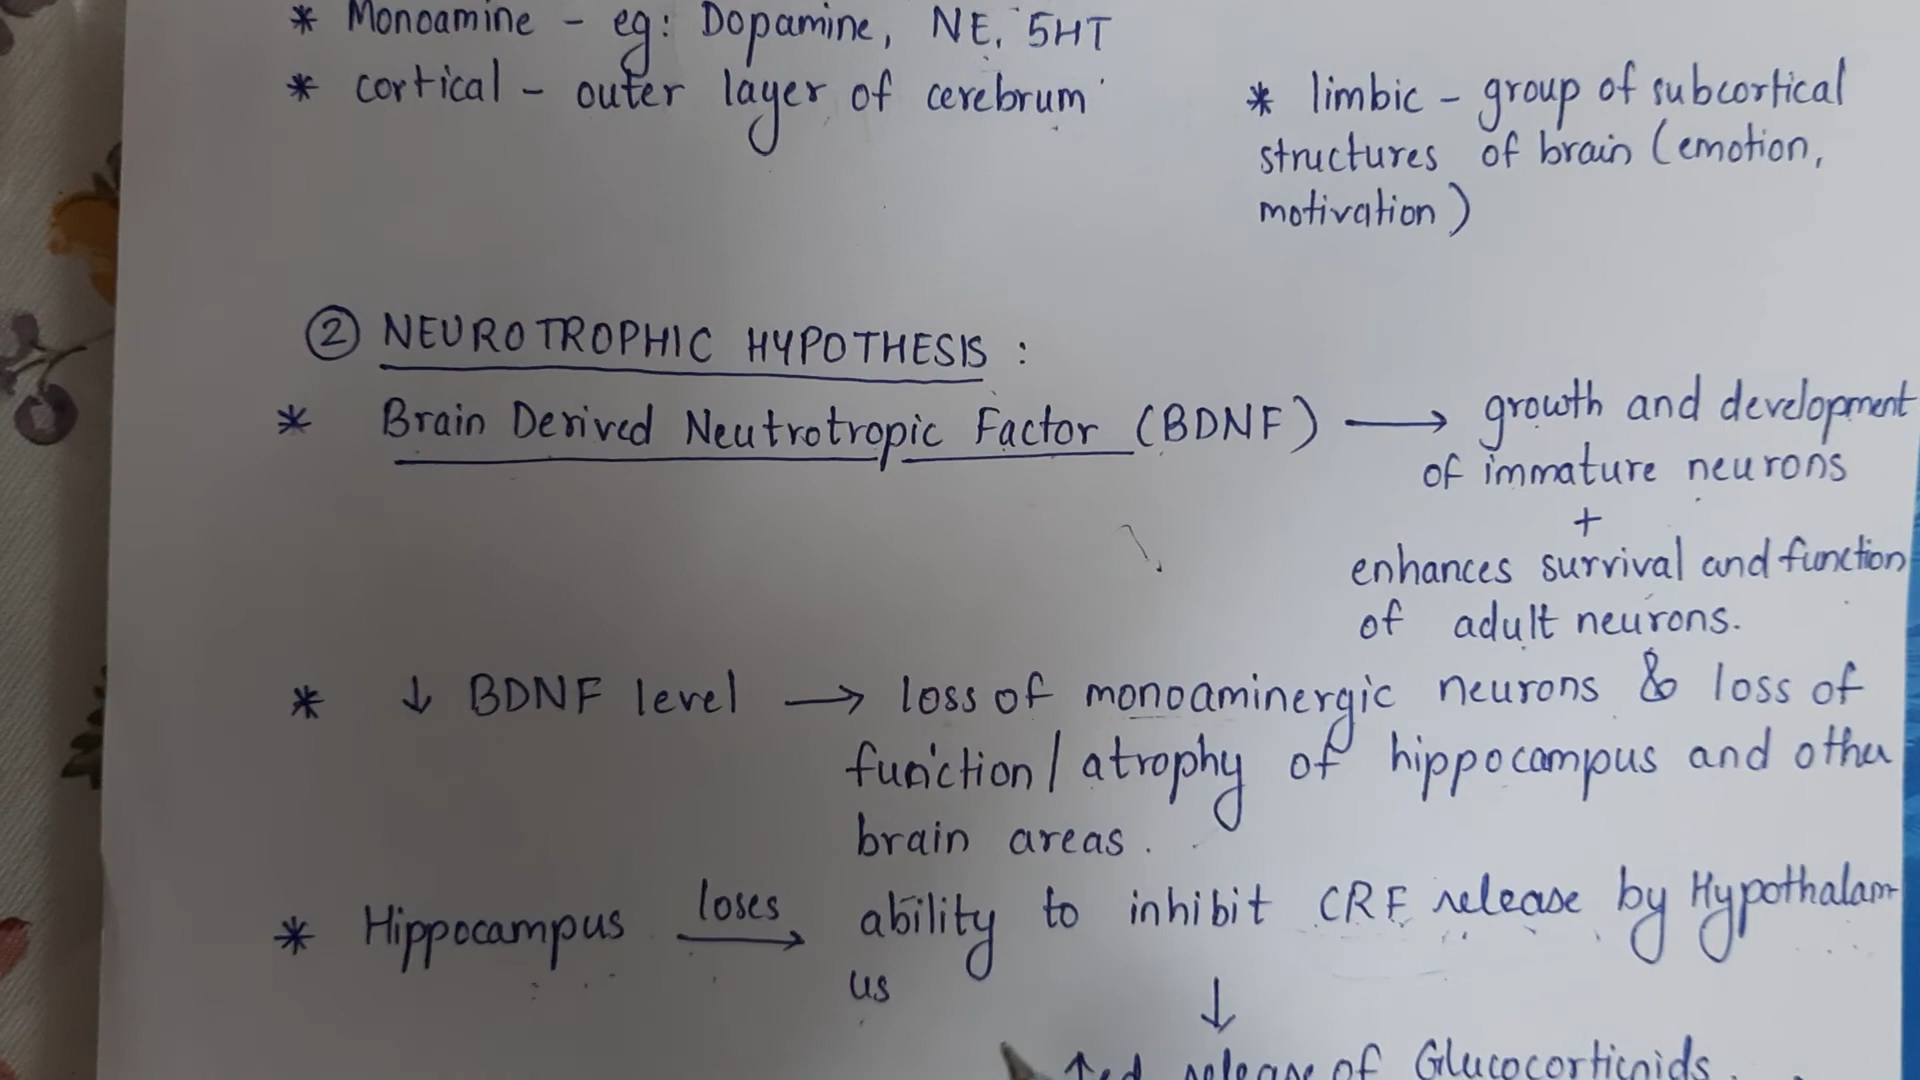 * Monoamine - eg: Dopamine, NE, 5HT
* cortical - outer layer of cerebrum
* limbic - group of subcortical
structures of brain (emotion,
motivation)
② NEUROTROPHIC HYPOTHESIS :
* Brain Derived Neutrotropic Factor (BDNF) → growth and development
of immature neurons
+
enhances survival and function
of adult neurons.
* ↓ BDNF level → loss of monoaminergic neurons & loss of
function / atrophy of hippocampus and other
brain areas.
* Hippocampus loses → ability to inhibit CRF release by Hypothalam-
us
↓
↑ed release of Glucocorticoids.